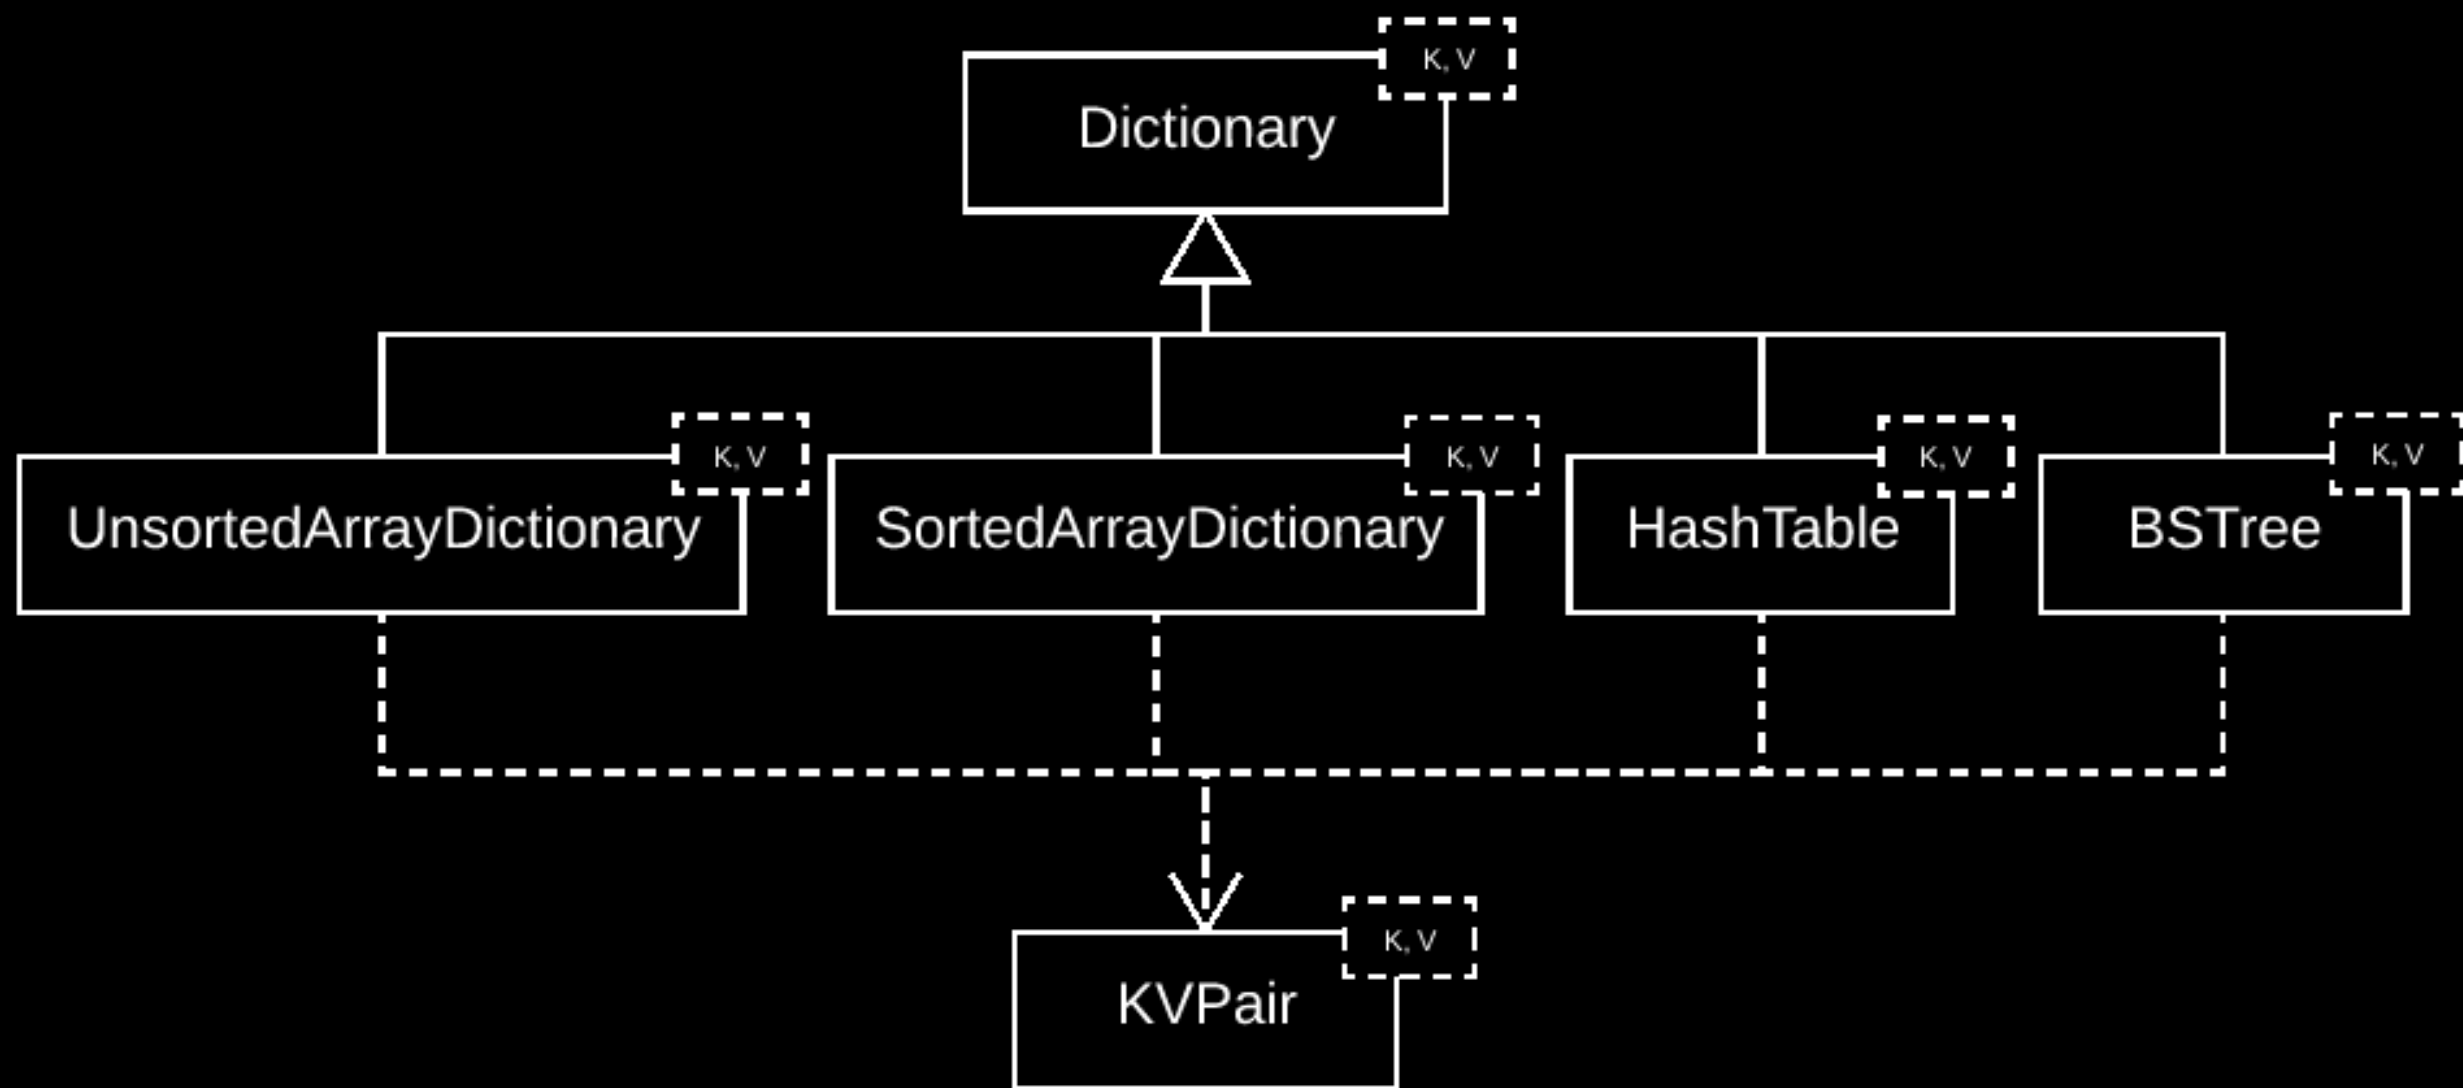 K, V
Dictionary
K, V
UnsortedArrayDictionary
K, V
SortedArrayDictionary
K, V
HashTable
K, V
BSTree
K, V
KVPair